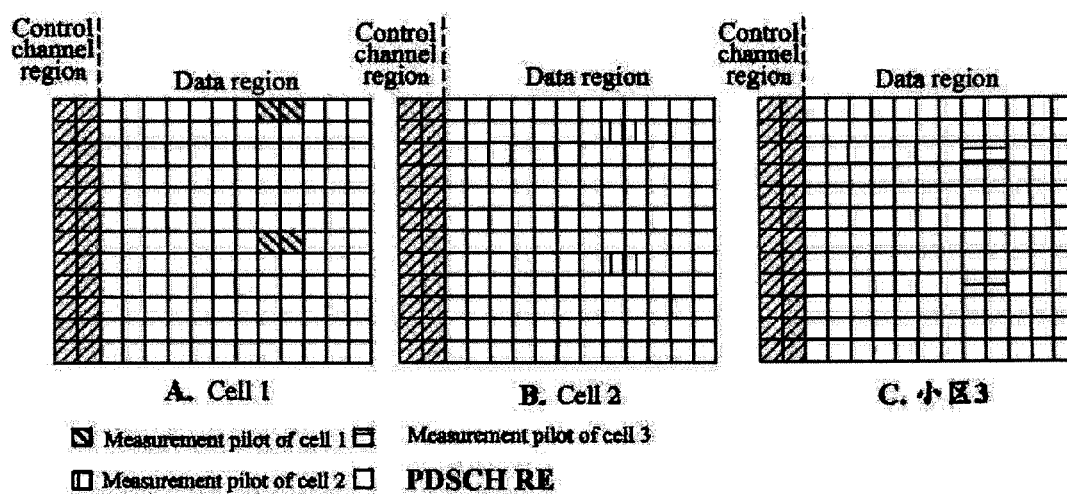 Control channel region
Data region
Control channel region
Data region
Control channel region
Data region
A. Cell 1
B. Cell 2
C. 小区3
Measurement pilot of cell 1
Measurement pilot of cell 3
Measurement pilot of cell 2
PDSCH RE